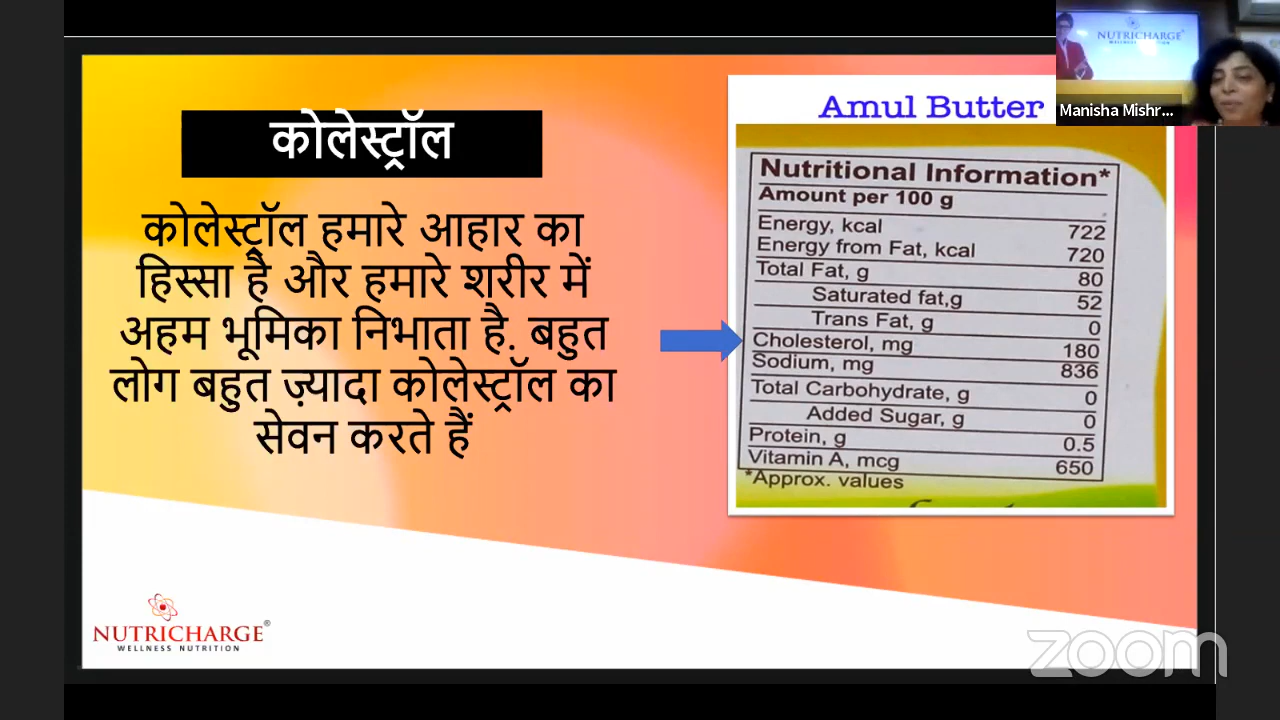 कोलेस्ट्रॉल
कोलेस्ट्रॉल हमारे आहार का
हिस्सा है और हमारे शरीर में
अहम भूमिका निभाता है. बहुत
लोग बहुत ज़्यादा कोलेस्ट्रॉल का
सेवन करते हैं
Amul Butter
Nutritional Information*
Amount per 100 g
Energy, kcal 722
Energy from Fat, kcal 720
Total Fat, g 80
Saturated fat,g 52
Trans Fat, g 0
Cholesterol, mg 180
Sodium, mg 836
Total Carbohydrate, g 0
Added Sugar, g 0
Protein, g 0.5
Vitamin A, mcg 650
*Approx. values
NUTRICHARGE
WELLNESS NUTRITION
Manisha Mishr...
NUTRICHARGE®
WELLNESS NUTRITION
zoom